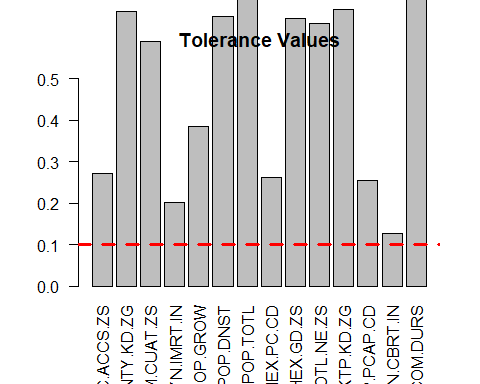 Tolerance Values
0.5
0.4
0.3
0.2
0.1
0.0
C.ACCS.ZS
NTY.KD.ZG
M.CUAT.ZS
YN.IMRT.IN
OP.GROW
POP.DNST
POP.TOTL
HEX.PC.CD
HEX.GD.ZS
OTL.NE.ZS
XTP.KD.ZG
P.PCAP.CD
N.CBRT.IN
COM.DURS